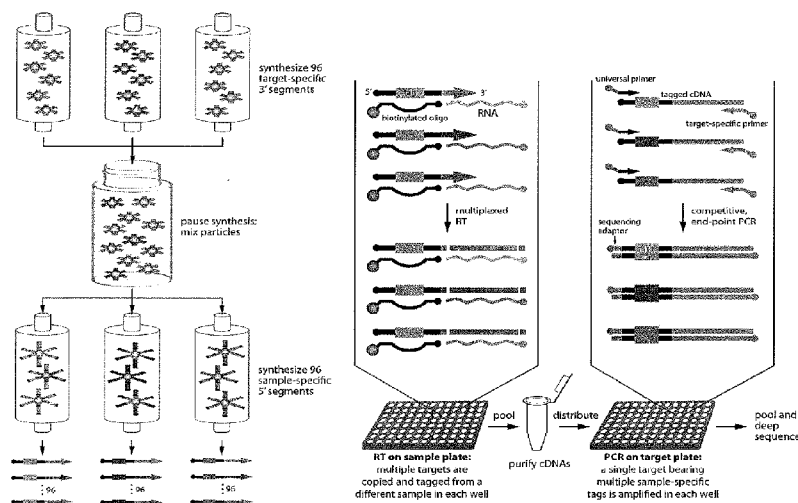 synthesize 96
target-specific
3′ segments
pause synthesis;
mix particles
synthesize 96
sample-specific
5′ segments
96
96
96
5′
3′
biotinylated oligo
RNA
multiplexed
RT
RT on sample plate:
multiple targets are
copied and tagged from a
different sample in each well
pool
purify cDNAs
distribute
universal primer
tagged cDNA
target-specific primer
competitive,
end-point PCR
sequencing
adaptor
PCR on target plate:
a single target bearing
multiple sample-specific
tags is amplified in each well
pool and
deep
sequence